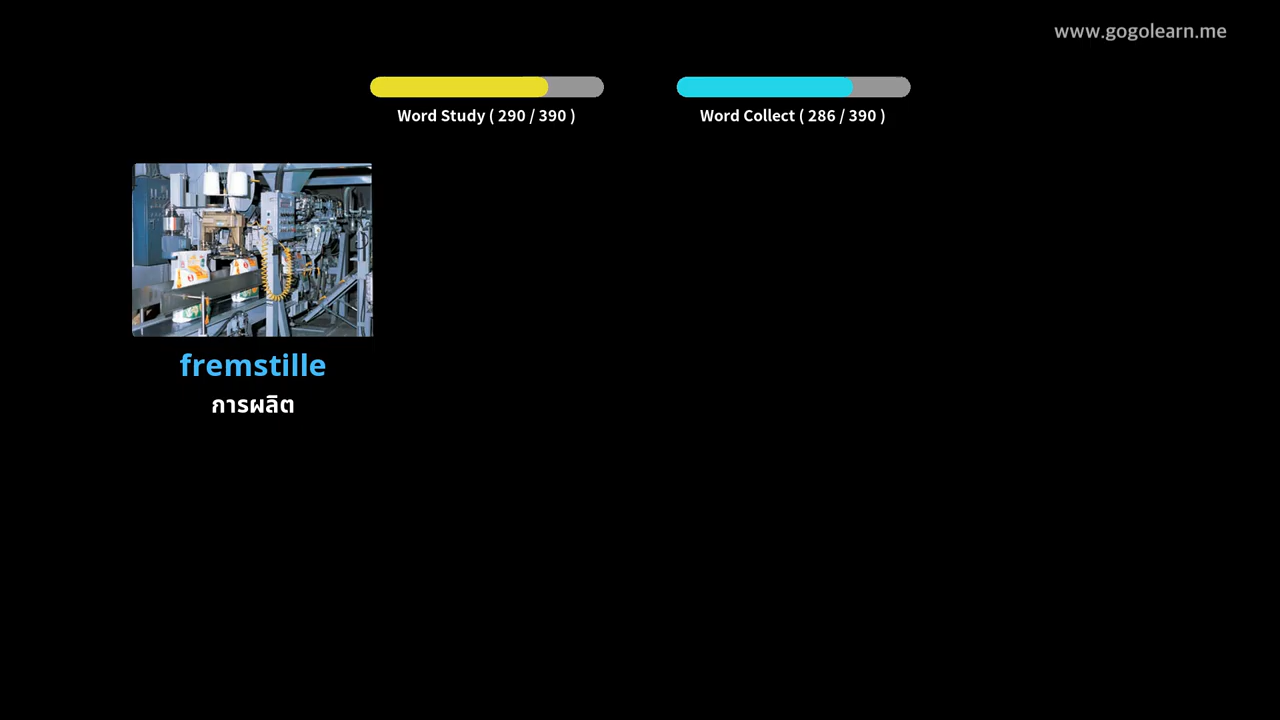 www.gogolearn.me
Word Study ( 290 / 390 )
Word Collect ( 286 / 390 )
fremstille
การผลิต